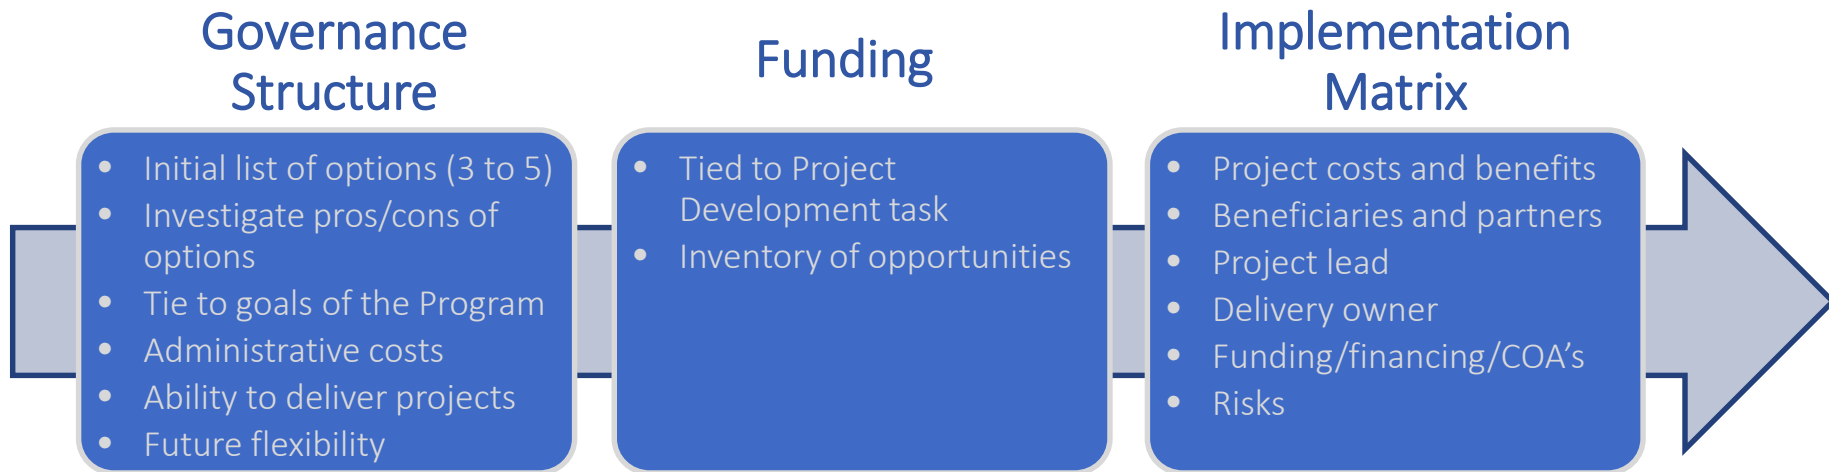 Governance
Structure
• Initial list of options (3 to 5)
• Investigate pros/cons of
options
• Tie to goals of the Program
• Administrative costs
• Ability to deliver projects
• Future flexibility
Funding
• Tied to Project
Development task
• Inventory of opportunities
Implementation
Matrix
• Project costs and benefits
• Beneficiaries and partners
• Project lead
• Delivery owner
• Funding/financing/COA’s
• Risks